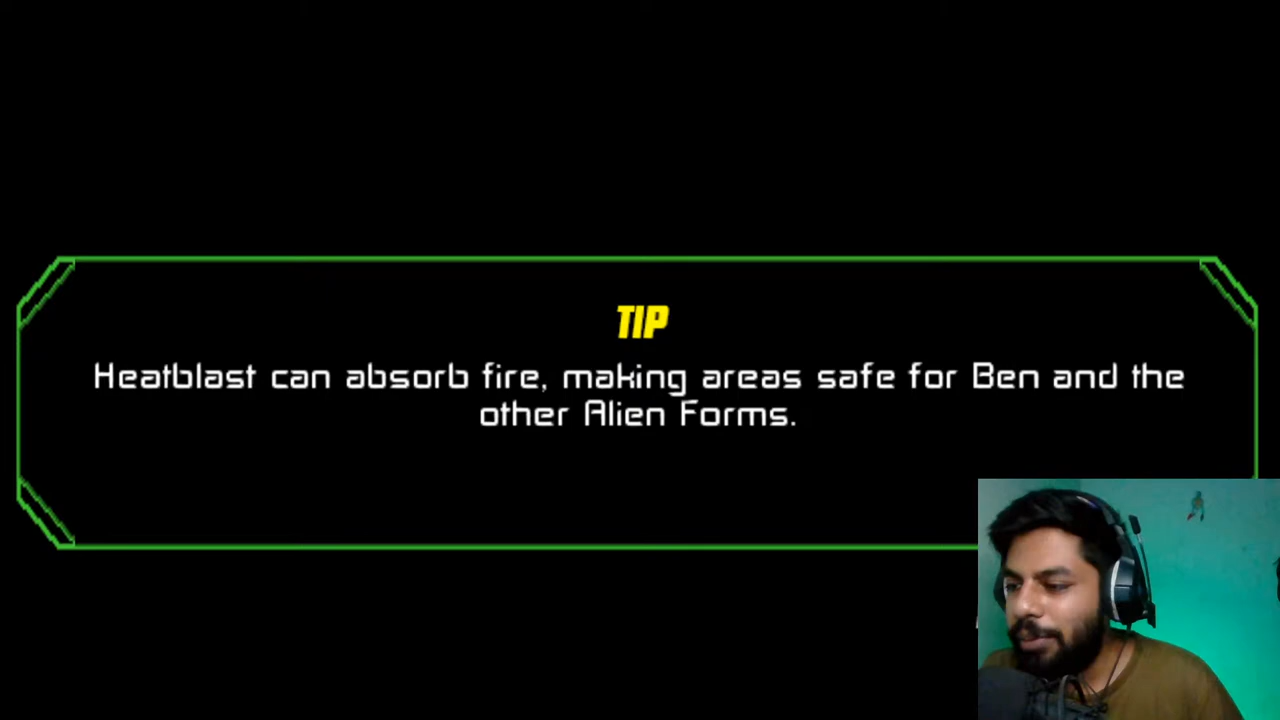 TIP
Heatblast can absorb fire, making areas safe for Ben and the
other Alien Forms.